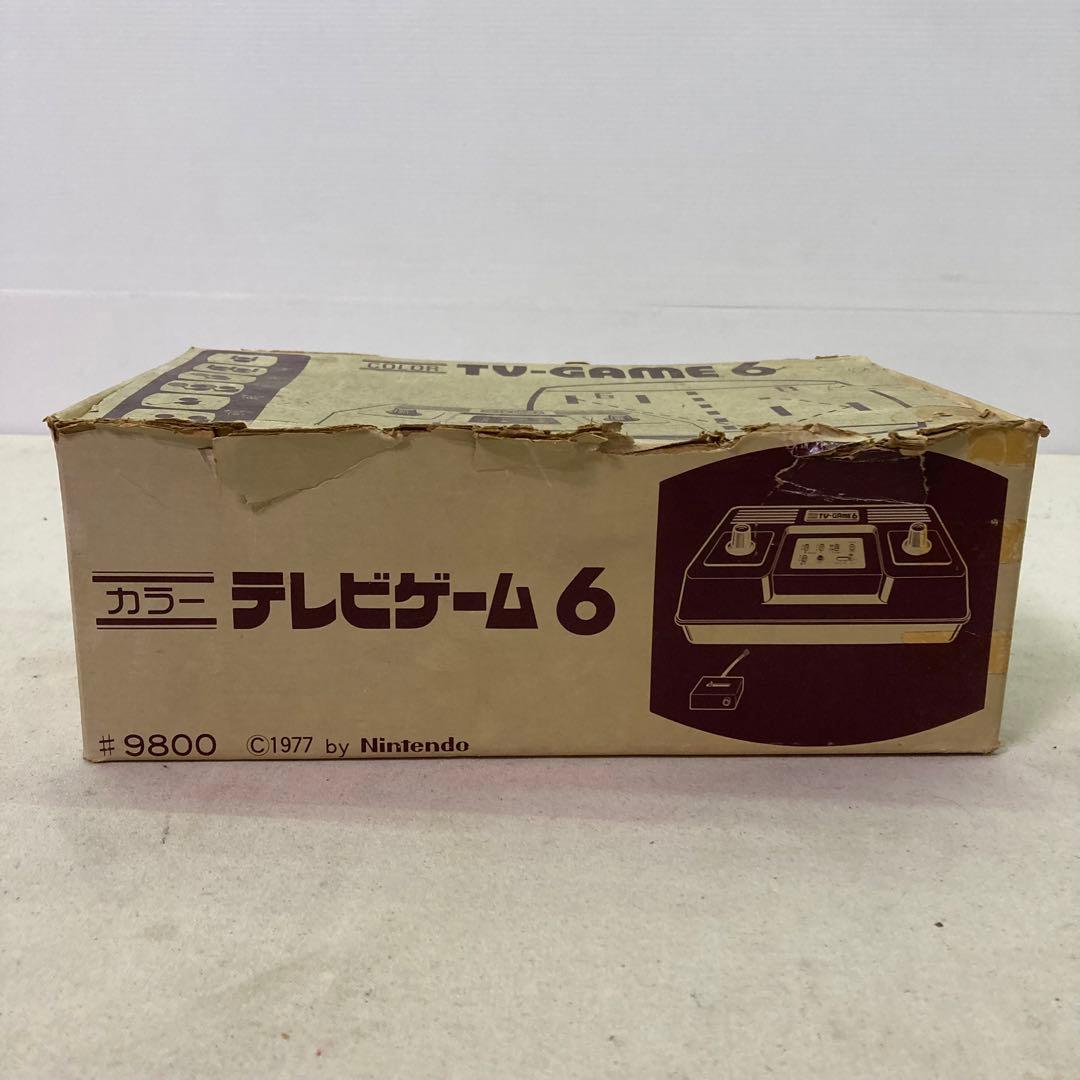 COLOR TV-GAME 6
TV-GAME 6
カラー テレビゲーム 6
# 9800 ©1977 by Nintendo